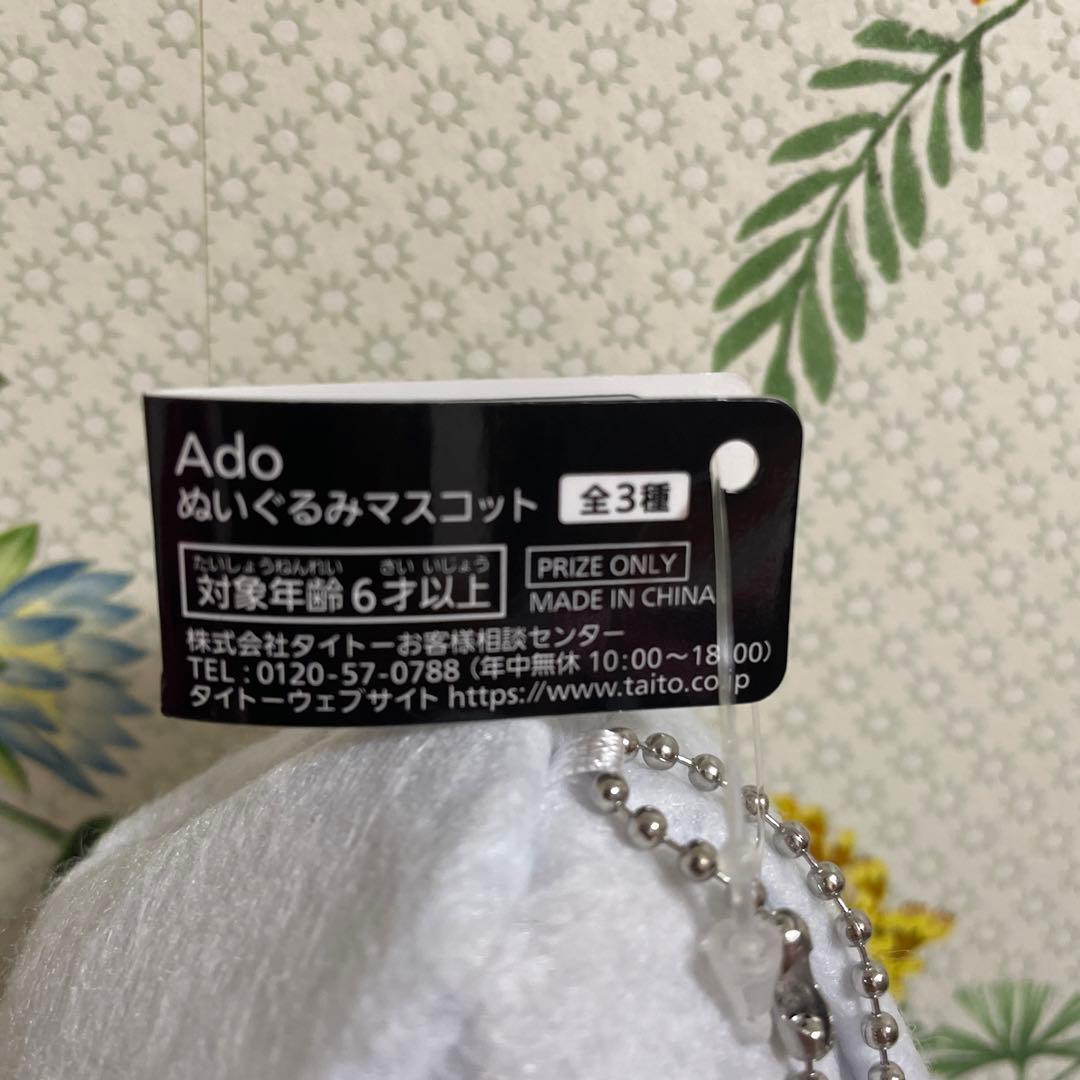 Ado
ぬいぐるみマスコット 全3種
たいしょうねんれい さい いじょう
対象年齢6才以上 PRIZE ONLY
MADE IN CHINA
株式会社タイトーお客様相談センター
TEL:0120-57-0788(年中無休 10:00～18:00)
タイトーウェブサイト https://www.taito.co.jp